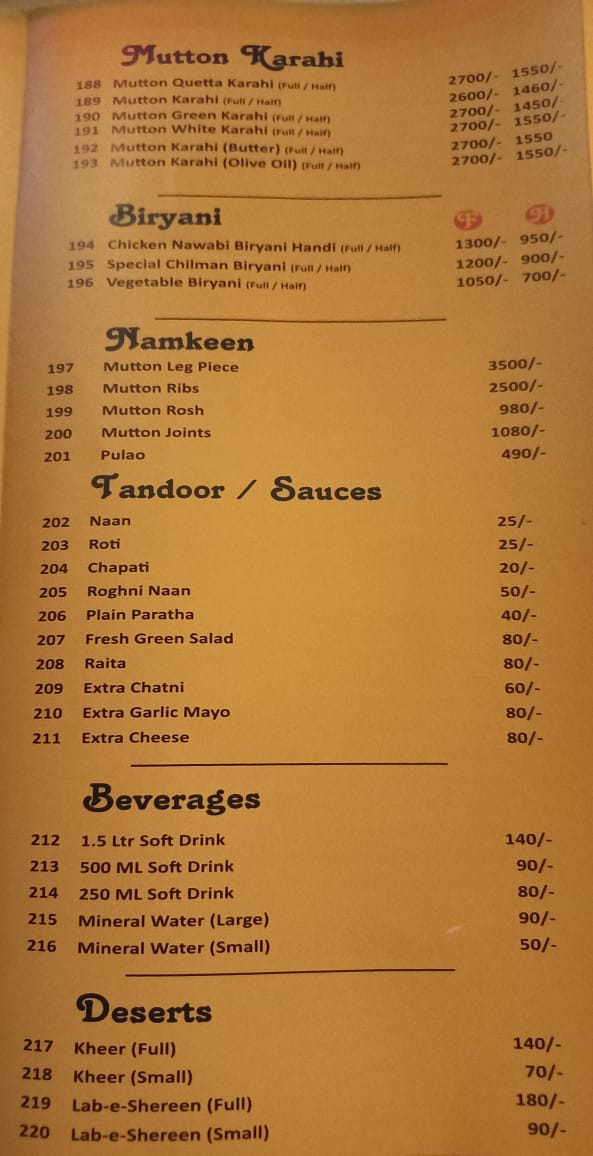 Mutton Karahi
188 Mutton Quetta Karahi (Full / Half) 2700/- 1550/-
189 Mutton Karahi (Full / Half) 2600/- 1460/-
190 Mutton Green Karahi (Full / Half) 2700/- 1450/-
191 Mutton White Karahi (Full / Half) 2700/- 1550/-
192 Mutton Karahi (Butter) (Full / Half) 2700/- 1550
193 Mutton Karahi (Olive Oil) (Full / Half) 2700/- 1550/-
Biryani F H
194 Chicken Nawabi Biryani Handi (Full / Half) 1300/- 950/-
195 Special Chilman Biryani (Full / Half) 1200/- 900/-
196 Vegetable Biryani (Full / Half) 1050/- 700/-
Namkeen
197 Mutton Leg Piece 3500/-
198 Mutton Ribs 2500/-
199 Mutton Rosh 980/-
200 Mutton Joints 1080/-
201 Pulao 490/-
Tandoor / Sauces
202 Naan 25/-
203 Roti 25/-
204 Chapati 20/-
205 Roghni Naan 50/-
206 Plain Paratha 40/-
207 Fresh Green Salad 80/-
208 Raita 80/-
209 Extra Chatni 60/-
210 Extra Garlic Mayo 80/-
211 Extra Cheese 80/-
Beverages
212 1.5 Ltr Soft Drink 140/-
213 500 ML Soft Drink 90/-
214 250 ML Soft Drink 80/-
215 Mineral Water (Large) 90/-
216 Mineral Water (Small) 50/-
Deserts
217 Kheer (Full) 140/-
218 Kheer (Small) 70/-
219 Lab-e-Shereen (Full) 180/-
220 Lab-e-Shereen (Small) 90/-